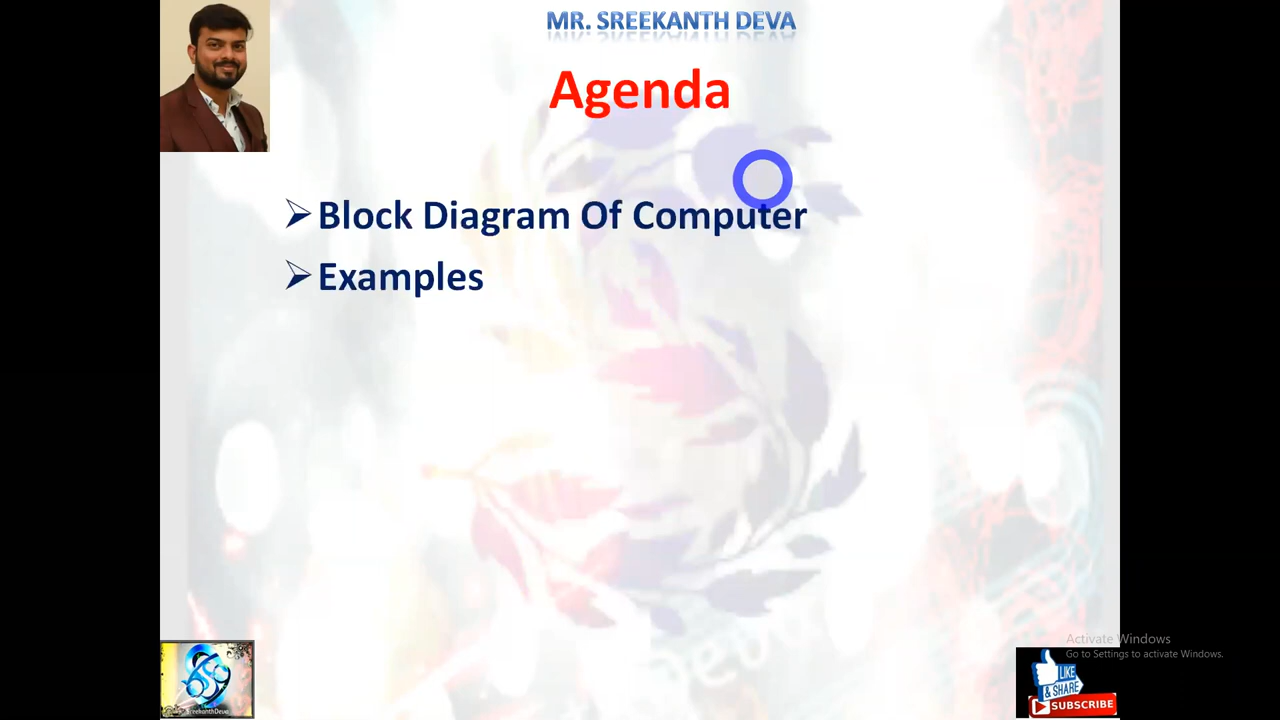 MR. SREEKANTH DEVA
Agenda
Block Diagram Of Computer
Examples
Activate Windows
Go to Settings to activate Windows.
LIKE
& SHARE
SUBSCRIBE
SreekanthDeva